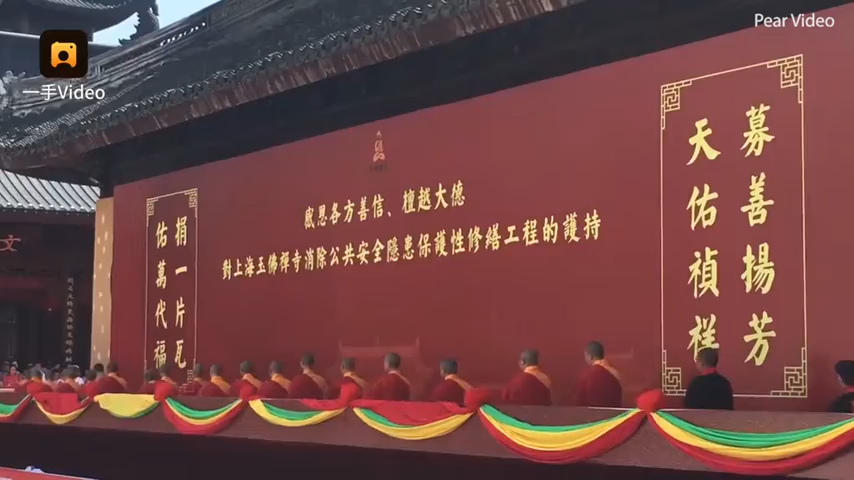 Pear Video
一手Video
感恩各方善信、檀越大德
對上海玉佛禪寺消除公共安全隱患保護性修繕工程的護持
募善揚芳
天佑禎祥
捐一片瓦
佑萬代福
文